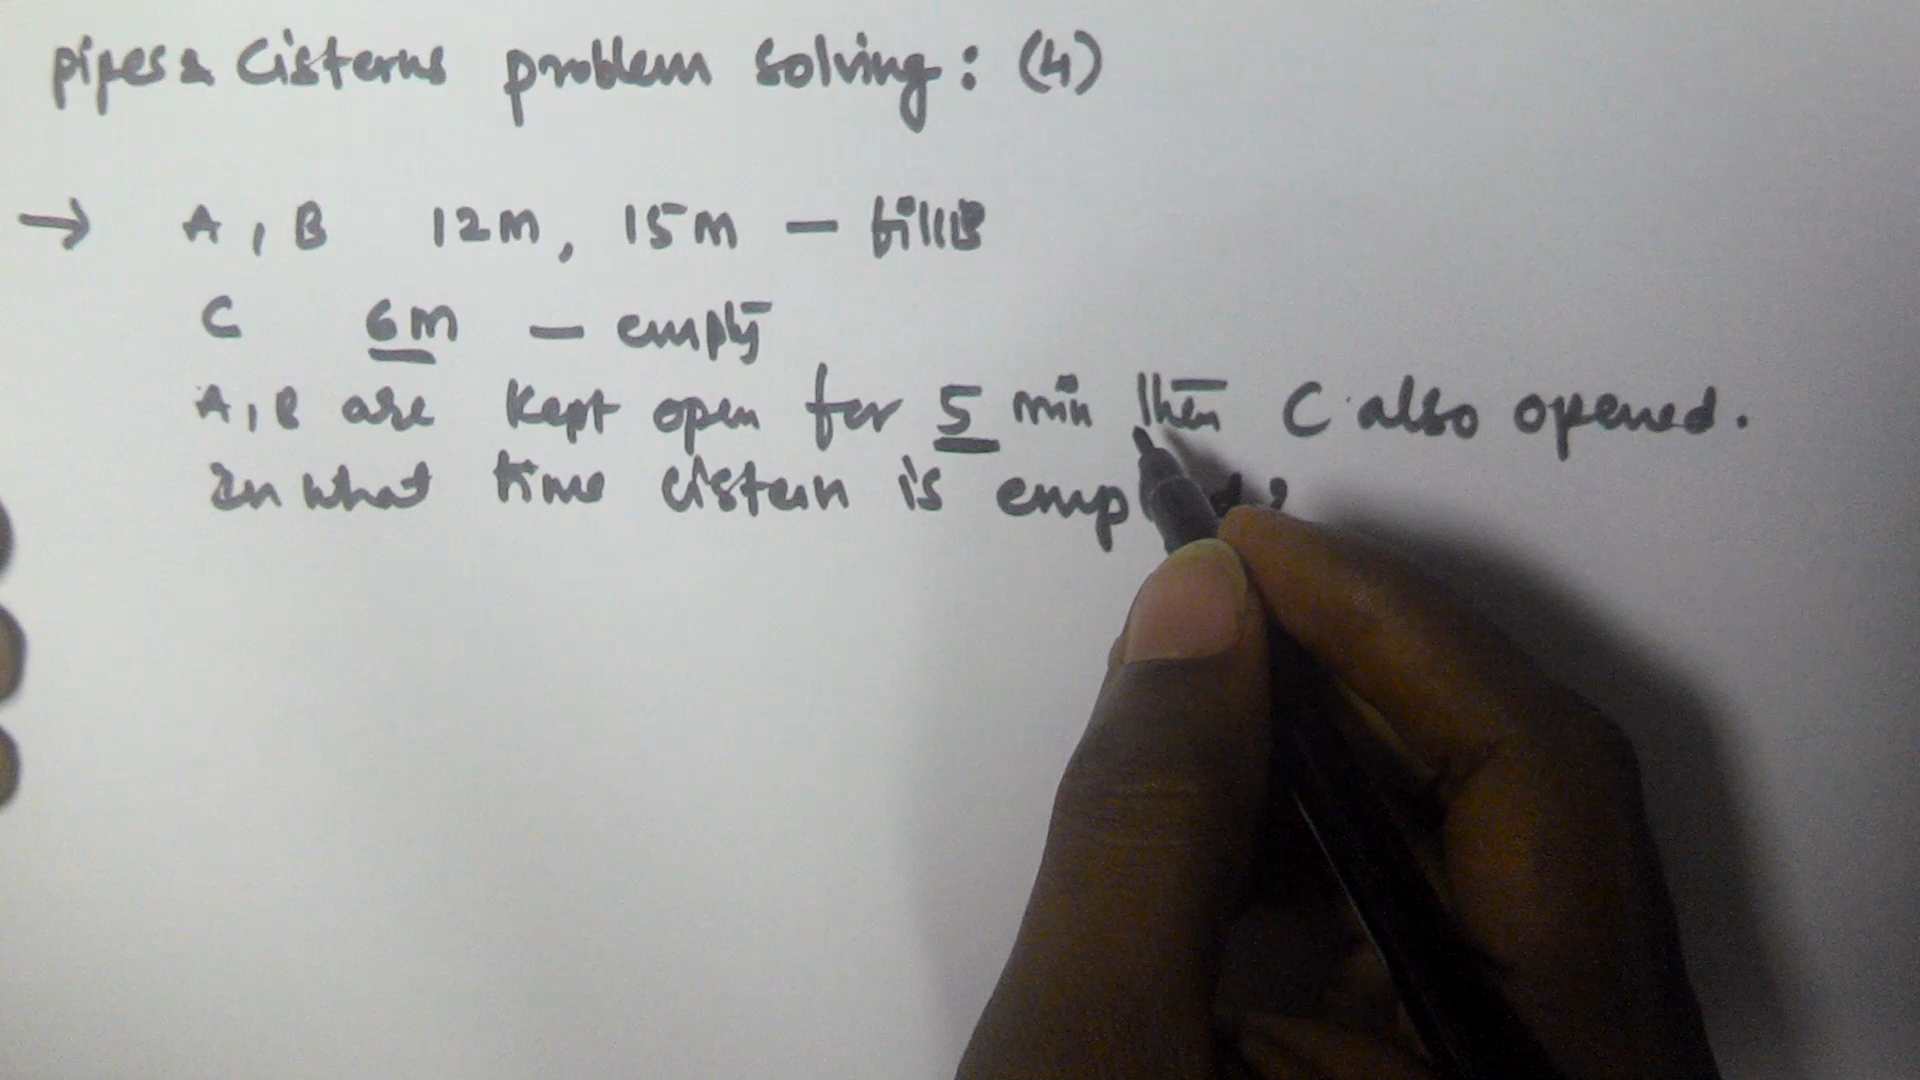 pipes & Cisterns problem solving: (4)
→ A, B 12m, 15m - fills
C 6m - empty
A, B are kept open for 5 min then C also opened.
In what time cistern is